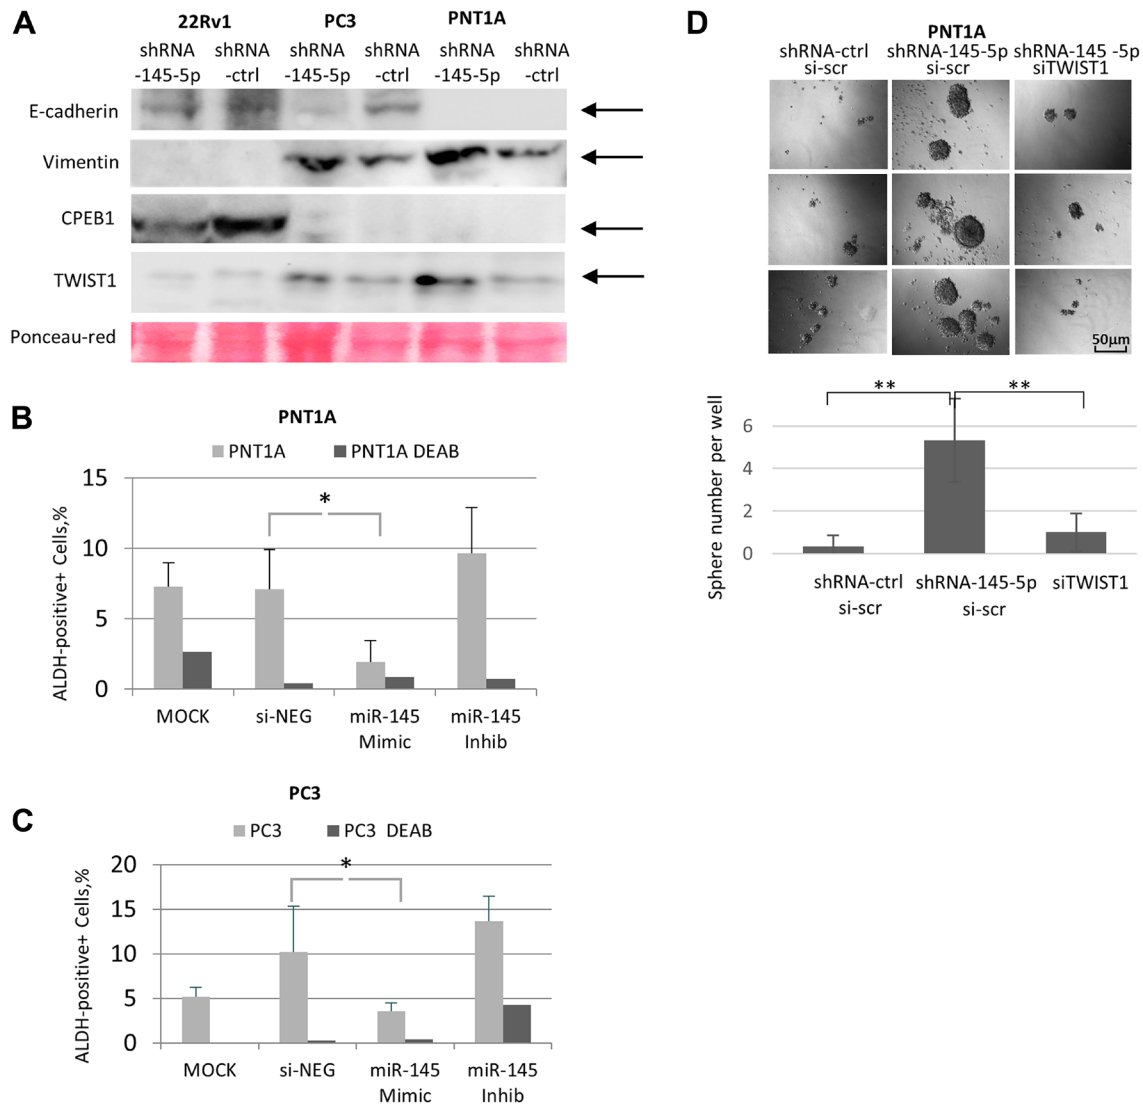 A
22Rv1 PC3 PNT1A
shRNA shRNA shRNA shRNA shRNA shRNA
-145-5p -ctrl -145-5p -ctrl -145-5p -ctrl
E-cadherin
Vimentin
CPEB1
TWIST1
Ponceau-red
B
PNT1A
PNT1A PNT1A DEAB
ALDH-positive+ Cells,%
15
10
5
0
*
MOCK si-NEG miR-145 miR-145
Mimic Inhib
C
PC3
PC3 PC3 DEAB
ALDH-positive+ Cells,%
20
15
10
5
0
*
MOCK si-NEG miR-145 miR-145
Mimic Inhib
D
PNT1A
shRNA-ctrl shRNA-145-5p shRNA-145 -5p
si-scr si-scr siTWIST1
50µm
** **
Sphere number per well
6
4
2
0
shRNA-ctrl shRNA-145-5p siTWIST1
si-scr si-scr